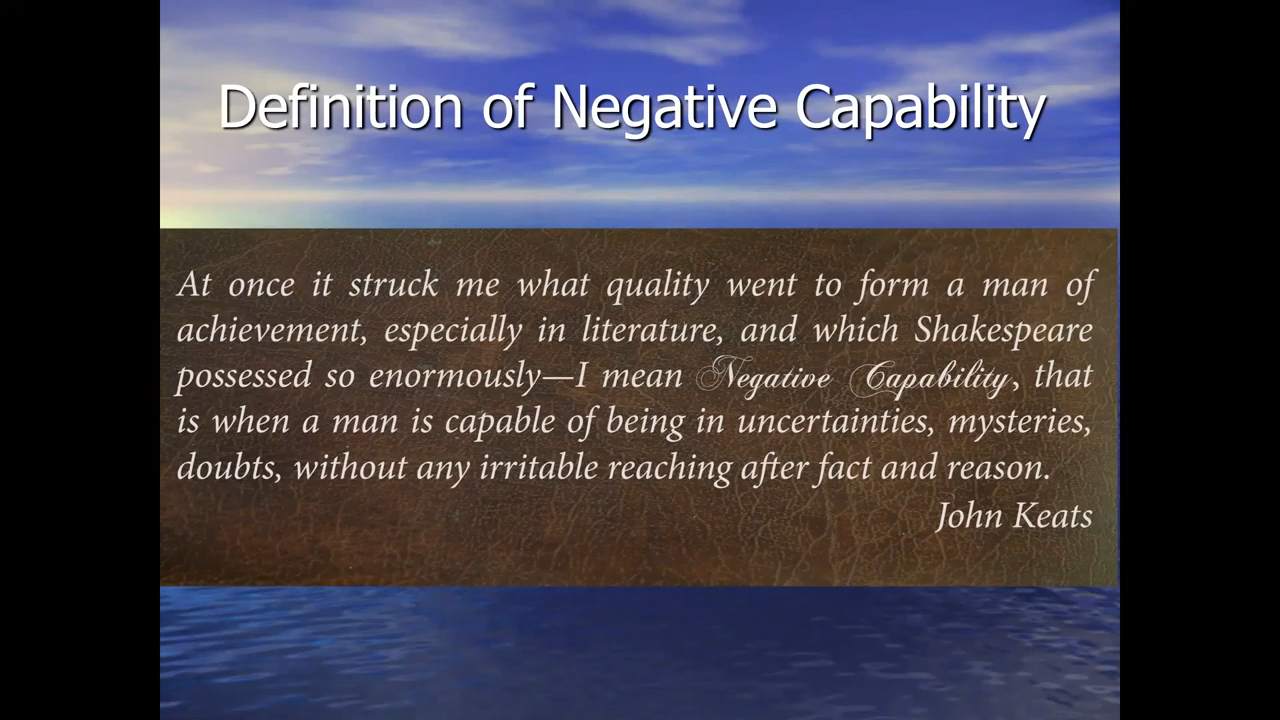 Definition of Negative Capability
At once it struck me what quality went to form a man of
achievement, especially in literature, and which Shakespeare
possessed so enormously—I mean Negative Capability, that
is when a man is capable of being in uncertainties, mysteries,
doubts, without any irritable reaching after fact and reason.
John Keats